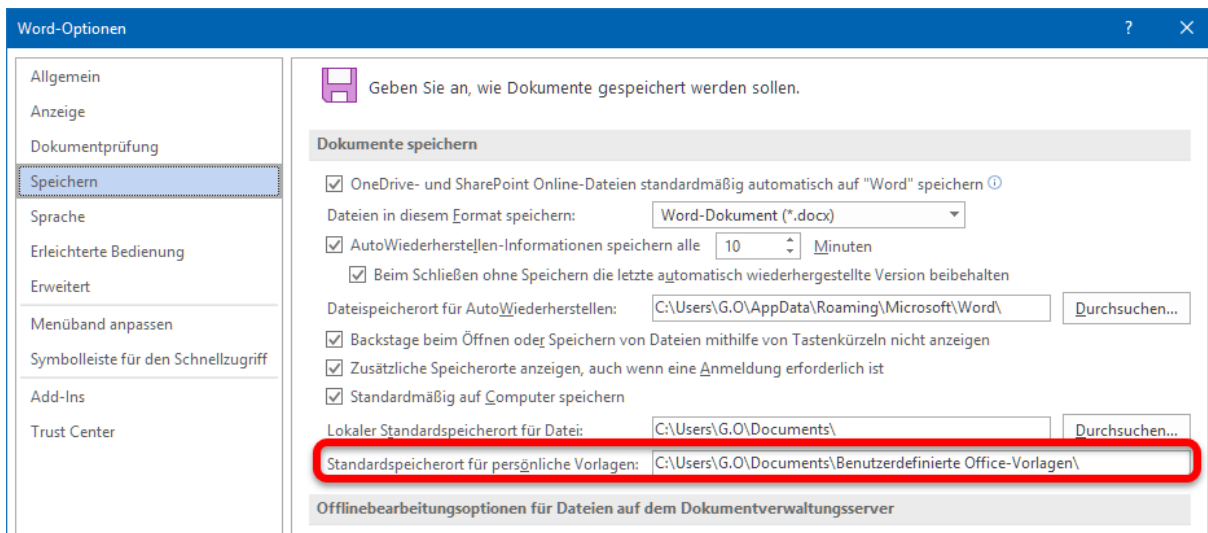 Word-Optionen ? ×
Allgemein
Anzeige
Dokumentprüfung
Speichern
Sprache
Erleichterte Bedienung
Erweitert
Menüband anpassen
Symbolleiste für den Schnellzugriff
Add-Ins
Trust Center
Geben Sie an, wie Dokumente gespeichert werden sollen.
Dokumente speichern
OneDrive- und SharePoint Online-Dateien standardmäßig automatisch auf "Word" speichern
Dateien in diesem Format speichern: Word-Dokument (*.docx)
AutoWiederherstellen-Informationen speichern alle 10 Minuten
Beim Schließen ohne Speichern die letzte automatisch wiederhergestellte Version beibehalten
Dateispeicherort für AutoWiederherstellen: C:\Users\G.O\AppData\Roaming\Microsoft\Word\ Durchsuchen...
Backstage beim Öffnen oder Speichern von Dateien mithilfe von Tastenkürzeln nicht anzeigen
Zusätzliche Speicherorte anzeigen, auch wenn eine Anmeldung erforderlich ist
Standardmäßig auf Computer speichern
Lokaler Standardspeicherort für Datei: C:\Users\G.O\Documents\ Durchsuchen...
Standardspeicherort für persönliche Vorlagen: C:\Users\G.O\Documents\Benutzerdefinierte Office-Vorlagen\
Offlinebearbeitungsoptionen für Dateien auf dem Dokumentverwaltungsserver